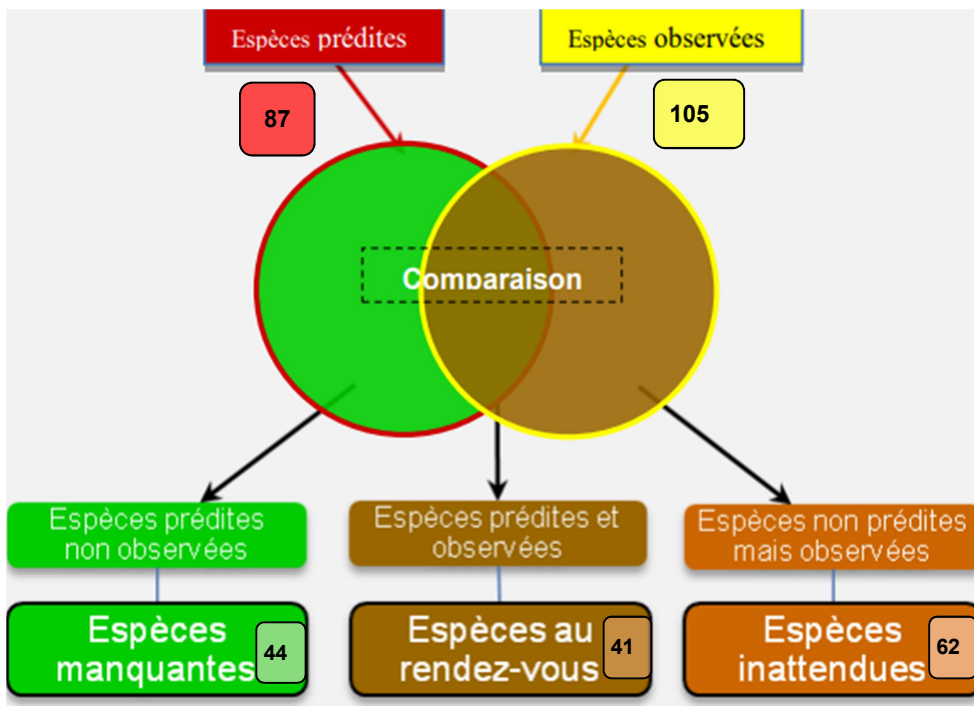 Espèces prédites
Espèces observées
87
105
Comparaison
Espèces prédites
non observées
Espèces prédites et
observées
Espèces non prédites
mais observées
Espèces
manquantes
44
Espèces au
rendez-vous
41
Espèces
inattendues
62